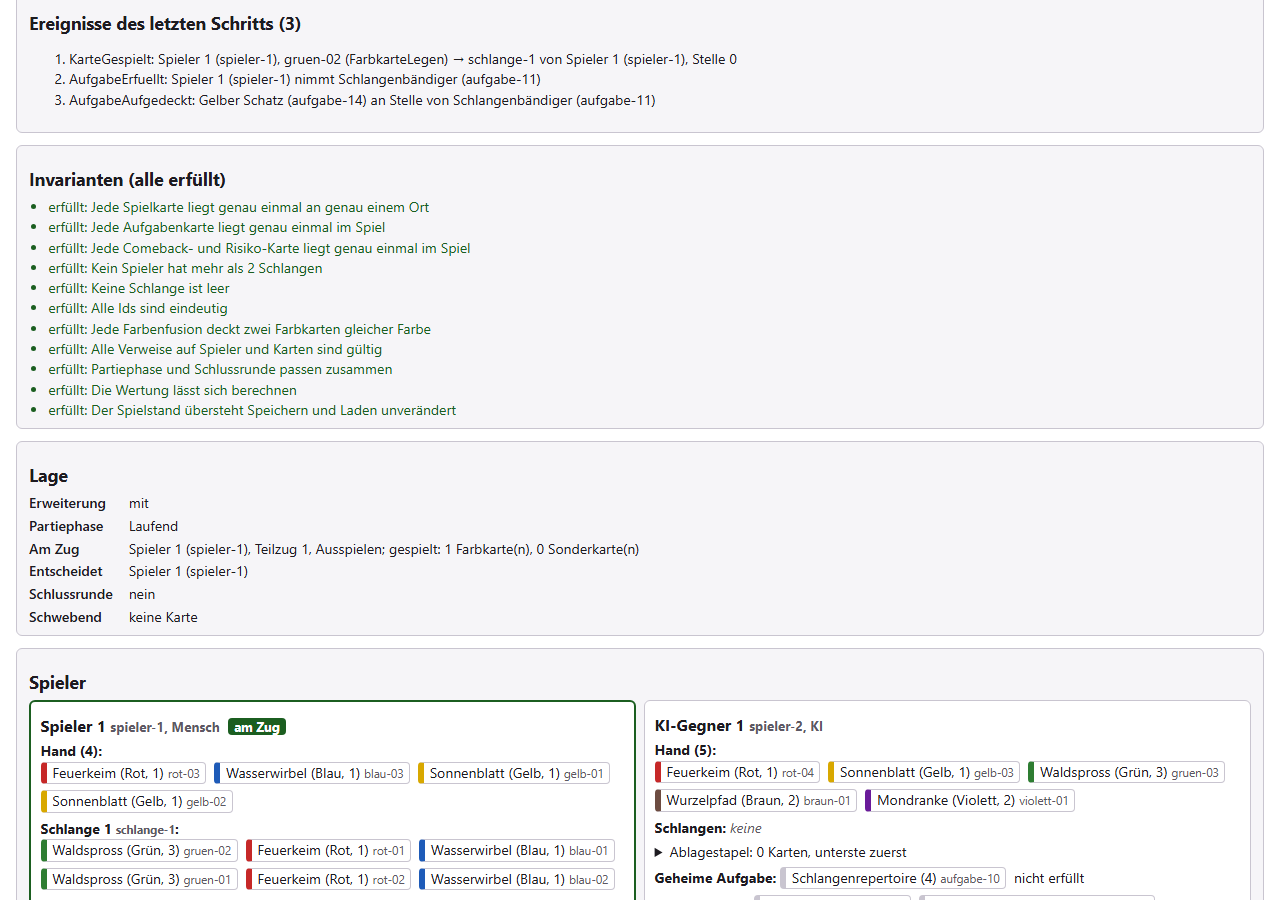 Ereignisse des letzten Schritts (3)
1. KarteGespielt: Spieler 1 (spieler-1), gruen-02 (FarbkarteLegen) → schlange-1 von Spieler 1 (spieler-1), Stelle 0
2. AufgabeErfuellt: Spieler 1 (spieler-1) nimmt Schlangenbändiger (aufgabe-11)
3. AufgabeAufgedeckt: Gelber Schatz (aufgabe-14) an Stelle von Schlangenbändiger (aufgabe-11)
Invarianten (alle erfüllt)
erfüllt: Jede Spielkarte liegt genau einmal an genau einem Ort
erfüllt: Jede Aufgabenkarte liegt genau einmal im Spiel
erfüllt: Jede Comeback- und Risiko-Karte liegt genau einmal im Spiel
erfüllt: Kein Spieler hat mehr als 2 Schlangen
erfüllt: Keine Schlange ist leer
erfüllt: Alle Ids sind eindeutig
erfüllt: Jede Farbenfusion deckt zwei Farbkarten gleicher Farbe
erfüllt: Alle Verweise auf Spieler und Karten sind gültig
erfüllt: Partiephase und Schlussrunde passen zusammen
erfüllt: Die Wertung lässt sich berechnen
erfüllt: Der Spielstand übersteht Speichern und Laden unverändert
Lage
Erweiterung mit
Partiephase Laufend
Am Zug Spieler 1 (spieler-1), Teilzug 1, Ausspielen; gespielt: 1 Farbkarte(n), 0 Sonderkarte(n)
Entscheidet Spieler 1 (spieler-1)
Schlussrunde nein
Schwebend keine Karte
Spieler
Spieler 1 spieler-1, Mensch am Zug
Hand (4):
Feuerkeim (Rot, 1) rot-03 Wasserwirbel (Blau, 1) blau-03 Sonnenblatt (Gelb, 1) gelb-01
Sonnenblatt (Gelb, 1) gelb-02
Schlange 1 schlange-1:
Waldspross (Grün, 3) gruen-02 Feuerkeim (Rot, 1) rot-01 Wasserwirbel (Blau, 1) blau-01
Waldspross (Grün, 3) gruen-01 Feuerkeim (Rot, 1) rot-02 Wasserwirbel (Blau, 1) blau-02
KI-Gegner 1 spieler-2, KI
Hand (5):
Feuerkeim (Rot, 1) rot-04 Sonnenblatt (Gelb, 1) gelb-03 Waldspross (Grün, 3) gruen-03
Wurzelpfad (Braun, 2) braun-01 Mondranke (Violett, 2) violett-01
Schlangen: keine
Ablagestapel: 0 Karten, unterste zuerst
Geheime Aufgabe: Schlangenrepertoire (4) aufgabe-10 nicht erfüllt